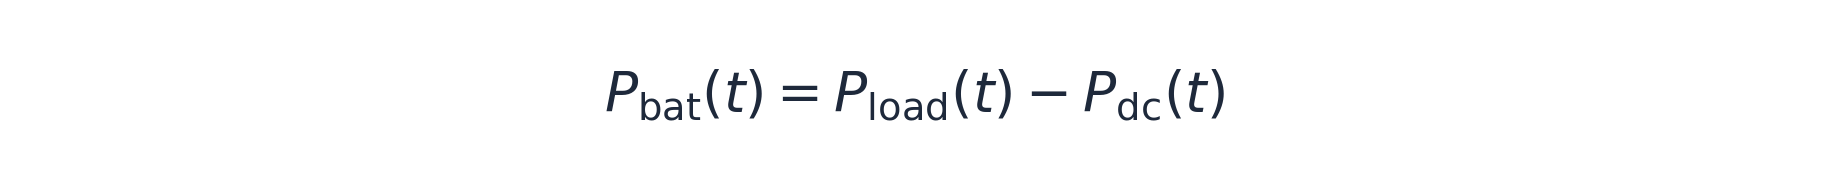 P_bat(t) = P_load(t) − P_dc(t)